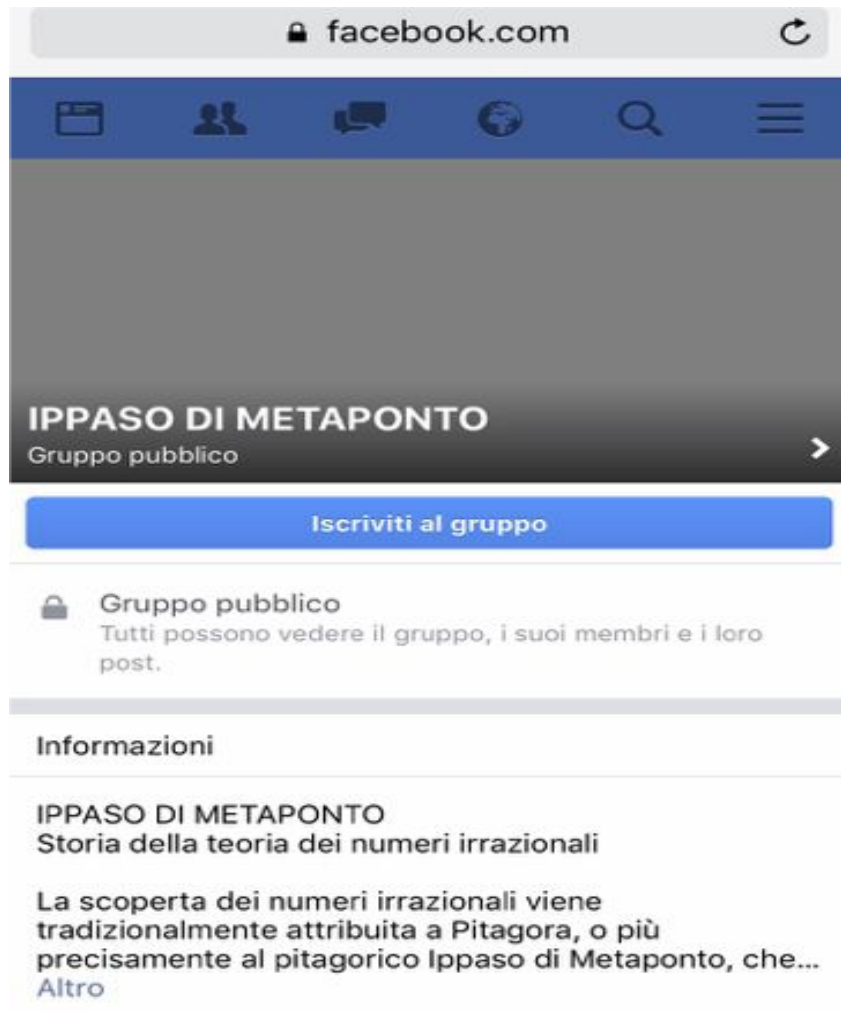 facebook.com
IPPASO DI METAPONTO
Gruppo pubblico
Iscriviti al gruppo
Gruppo pubblico
Tutti possono vedere il gruppo, i suoi membri e i loro
post.
Informazioni
IPPASO DI METAPONTO
Storia della teoria dei numeri irrazionali
La scoperta dei numeri irrazionali viene
tradizionalmente attribuita a Pitagora, o più
precisamente al pitagorico Ippaso di Metaponto, che...
Altro